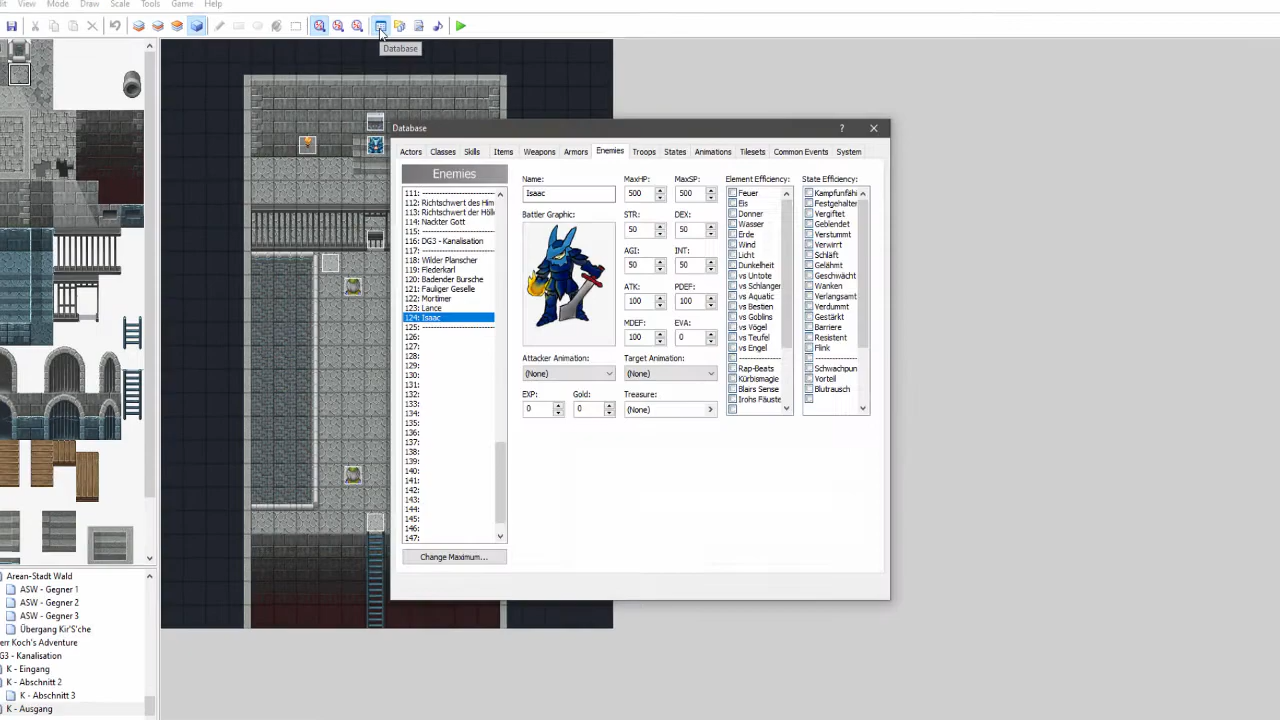 View Mode Draw Scale Tools Game Help
Database
Database
Actors Classes Skills Items Weapons Armors Enemies Troops States Animations Tilesets Common Events System
Enemies
111: ----------------------
112: Richtschwert des Him
113: Richtschwert der Hölle
114: Nackter Gott
115: ----------------------
116: DG3 - Kanalisation
117: ----------------------
118: Wilder Planscher
119: Flederkarl
120: Badender Bursche
121: Fauliger Geselle
122: Mortimer
123: Lance
124: Isaac
125: ----------------------
126:
127:
128:
129:
130:
131:
132:
133:
134:
135:
136:
137:
138:
139:
140:
141:
142:
143:
144:
145:
146:
147:
Change Maximum...
Name:
Isaac
Battler Graphic:
Attacker Animation:
(None)
EXP: Gold:
0 0
MaxHP: MaxSP:
500 500
STR: DEX:
50 50
AGI: INT:
50 50
ATK: PDEF:
100 100
MDEF: EVA:
100 0
Target Animation:
(None)
Treasure:
(None)
Element Efficiency:
Feuer
Eis
Donner
Wasser
Erde
Wind
Licht
Dunkelheit
vs Untote
vs Schlangen
vs Aquatic
vs Bestien
vs Goblins
vs Vögel
vs Teufel
vs Engel
----------------
Rap-Beats
Kürbismagie
Blairs Sense
Irohs Fäuste
State Efficiency:
Kampfunfähi
Festgehalten
Vergiftet
Geblendet
Verstummt
Verwirrt
Schläft
Gelähmt
Geschwächt
Wanken
Verlangsamt
Verdummt
Gestärkt
Barriere
Resistent
Flink
----------------
Schwachpun
Vorteil
Blutrausch
Arean-Stadt Wald
ASW - Gegner 1
ASW - Gegner 2
ASW - Gegner 3
Übergang Kir'S'che
err Koch's Adventure
G3 - Kanalisation
K - Eingang
K - Abschnitt 2
K - Abschnitt 3
K - Ausgang